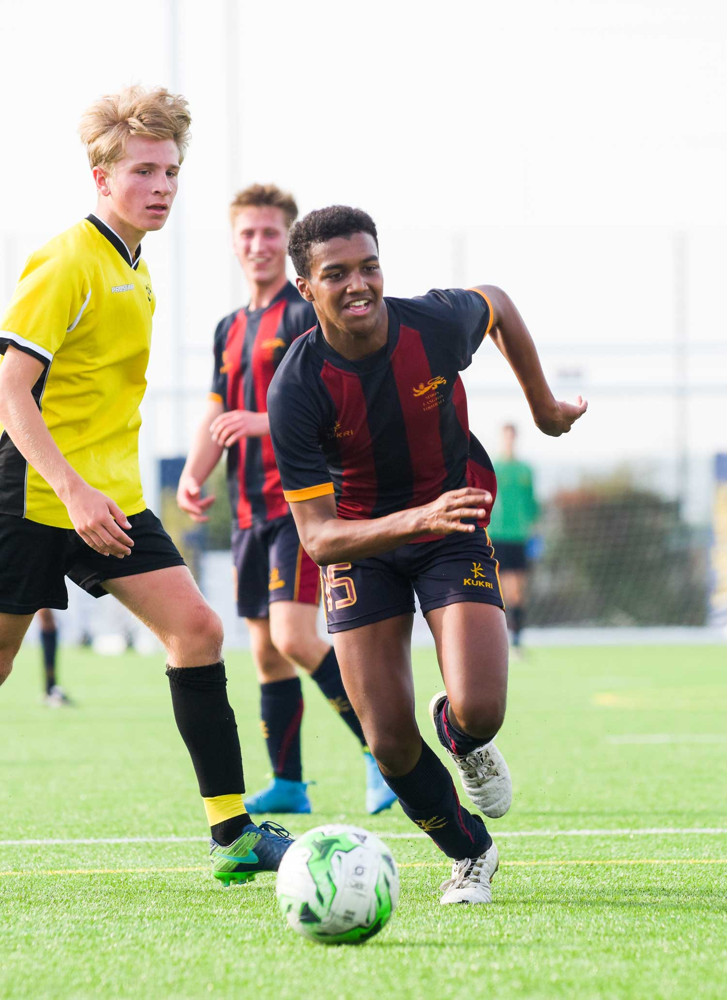 PROSTAR
SIMON
LANGTON
FOOTBALL
KUKRI
15
KUKRI